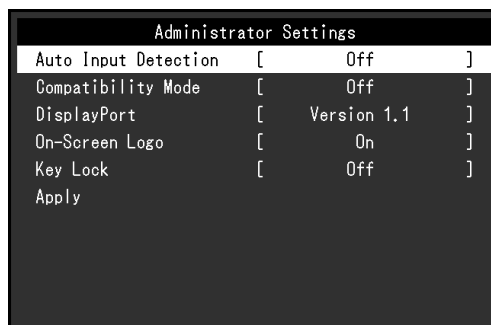 Administrator Settings
Auto Input Detection [ Off ]
Compatibility Mode [ Off ]
DisplayPort [ Version 1.1 ]
On-Screen Logo [ On ]
Key Lock [ Off ]
Apply